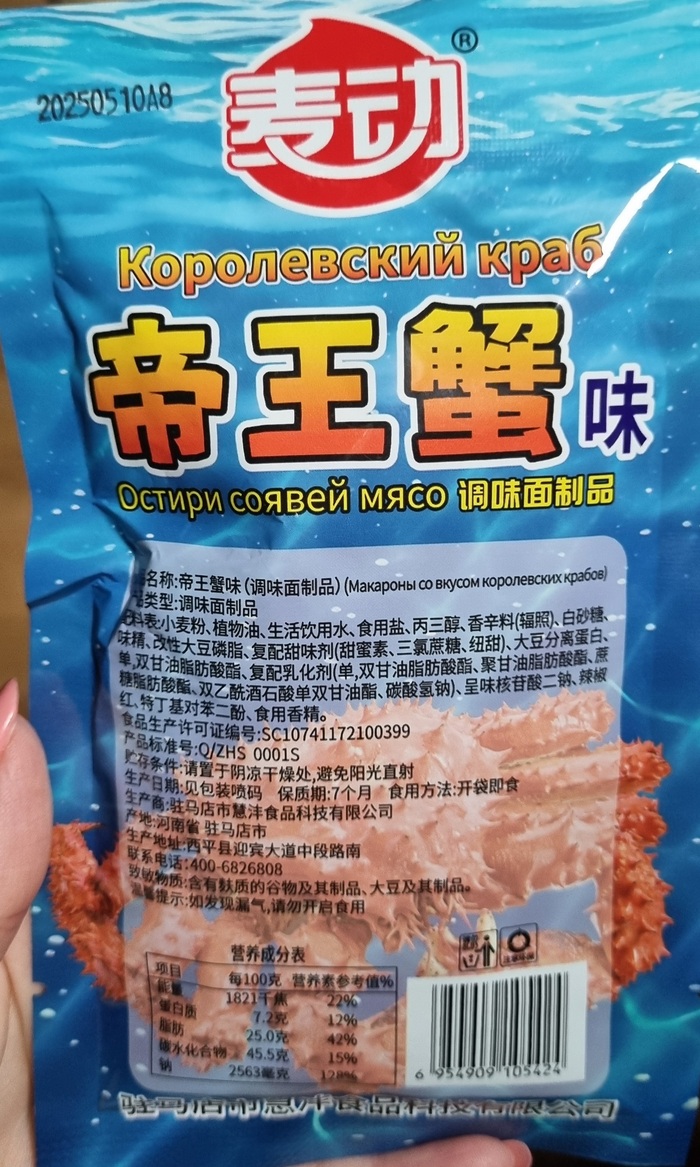 20250510A8
麦动®
Королевский краб
帝王蟹味
Остири соявей мясо 调味面制品
名称:帝王蟹味(调味面制品)(Макароны со вкусом королевских крабов)
类型:调味面制品
料表:小麦粉、植物油、生活饮用水、食用盐、丙三醇、香辛料(辐照)、白砂糖、
味精、改性大豆磷脂、复配甜味剂(甜蜜素、三氯蔗糖、纽甜)、大豆分离蛋白、
单,双甘油脂肪酸酯、复配乳化剂(单,双甘油脂肪酸酯、聚甘油脂肪酸酯、蔗
糖脂肪酸酯、双乙酰酒石酸单双甘油酯、碳酸氢钠)、呈味核苷酸二钠、辣椒
红、特丁基对苯二酚、食用香精。
食品生产许可证编号:SC10741172100399
产品标准号:Q/ZHS 0001S
贮存条件:请置于阴凉干燥处,避免阳光直射
生产日期:见包装喷码 保质期:7个月 食用方法:开袋即食
生产商:驻马店市慧沣食品科技有限公司
产地:河南省 驻马店市
生产地址:西平县迎宾大道中段路南
联系电话:400-6826808
致敏物质:含有麸质的谷物及其制品、大豆及其制品。
温馨提示:如发现漏气,请勿开启食用
营养成分表
项目 每100克 营养素参考值%
能量 1821千焦 22%
蛋白质 7.2克 12%
脂肪 25.0克 42%
碳水化合物 45.5克 15%
钠 2563毫克 128%
6 954909 105424
驻马店市慧沣食品科技有限公司